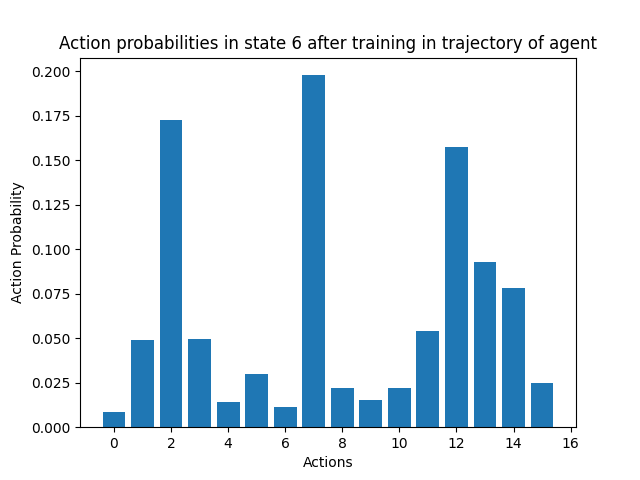 Action probabilities in state 6 after training in trajectory of agent
0.200
0.175
0.150
0.125
0.100
0.075
0.050
0.025
0.000
Action Probability
0 2 4 6 8 10 12 14 16
Actions